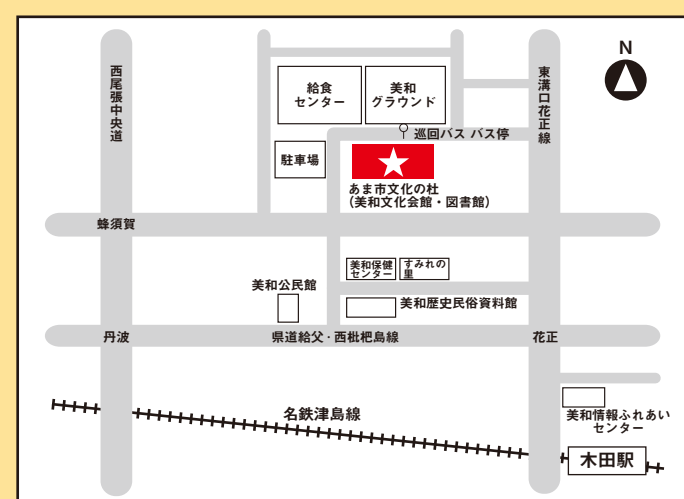 N
西尾張中央道
東溝口花正線
給食
センター
美和
グラウンド
巡回バス バス停
駐車場
あま市文化の杜
(美和文化会館・図書館)
蜂須賀
美和保健
センター
すみれの
里
美和公民館
美和歴史民俗資料館
丹波
県道給父・西枇杷島線
花正
名鉄津島線
美和情報ふれあい
センター
木田駅